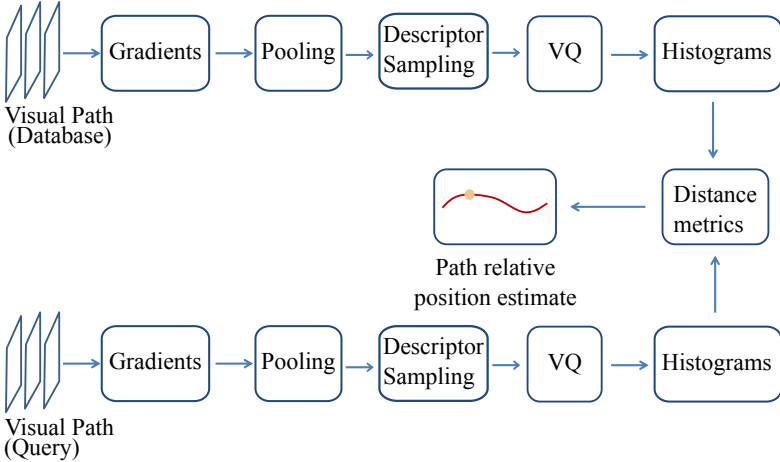 Gradients
Pooling
Descriptor
Sampling
VQ
Histograms
Visual Path
(Database)
Distance
metrics
Path relative
position estimate
Gradients
Pooling
Descriptor
Sampling
VQ
Histograms
Visual Path
(Query)